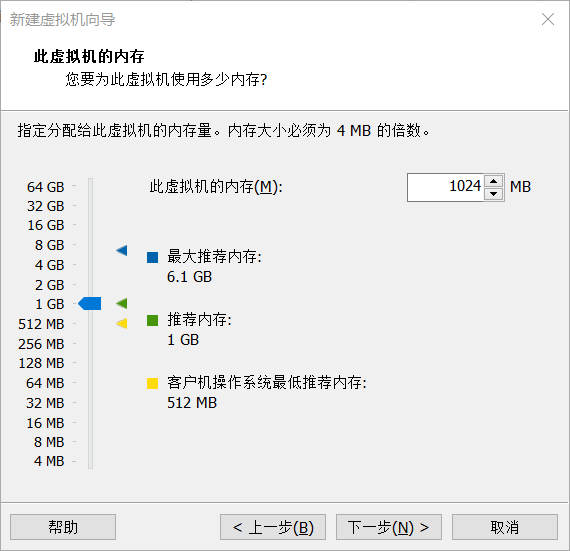 新建虚拟机向导
此虚拟机的内存
您要为此虚拟机使用多少内存?
指定分配给此虚拟机的内存量。内存大小必须为 4 MB 的倍数。
64 GB
32 GB
16 GB
8 GB
4 GB
2 GB
1 GB
512 MB
256 MB
128 MB
64 MB
32 MB
16 MB
8 MB
4 MB
此虚拟机的内存(M):
1024 MB
最大推荐内存:
6.1 GB
推荐内存:
1 GB
客户机操作系统最低推荐内存:
512 MB
帮助
< 上一步(B)
下一步(N) >
取消